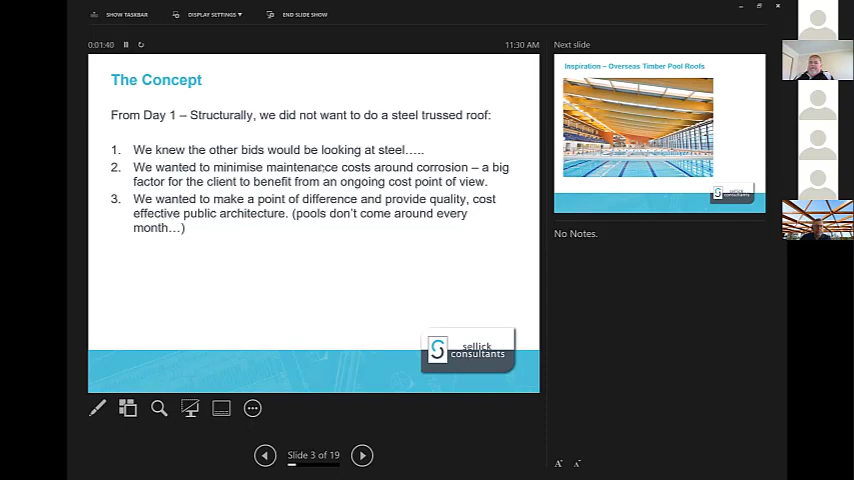 SHOW TASKBAR
DISPLAY SETTINGS ▼
END SLIDE SHOW
0:01:40
11:30 AM
Next slide
The Concept
From Day 1 – Structurally, we did not want to do a steel trussed roof:
1. We knew the other bids would be looking at steel…..
2. We wanted to minimise maintenance costs around corrosion – a big
factor for the client to benefit from an ongoing cost point of view.
3. We wanted to make a point of difference and provide quality, cost
effective public architecture. (pools don't come around every
month…)
S
sellick
consultants
Inspiration – Overseas Timber Pool Roofs
sellick
consultants
No Notes.
Slide 3 of 19
A A